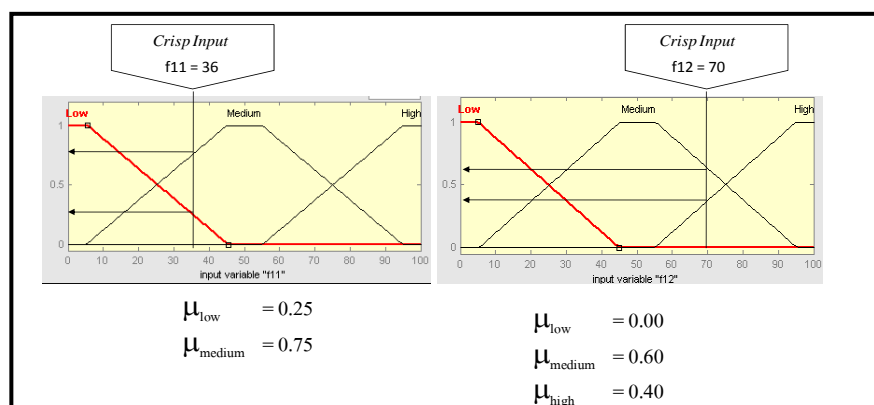 Crisp Input
f11 = 36
Low
Medium
High
1
0.5
0
0 10 20 30 40 50 60 70 80 90 100
input variable "f11"
μlow = 0.25
μmedium = 0.75
Crisp Input
f12 = 70
Low
Medium
High
1
0.5
0
0 10 20 30 40 50 60 70 80 90 100
input variable "f12"
μlow = 0.00
μmedium = 0.60
μhigh = 0.40